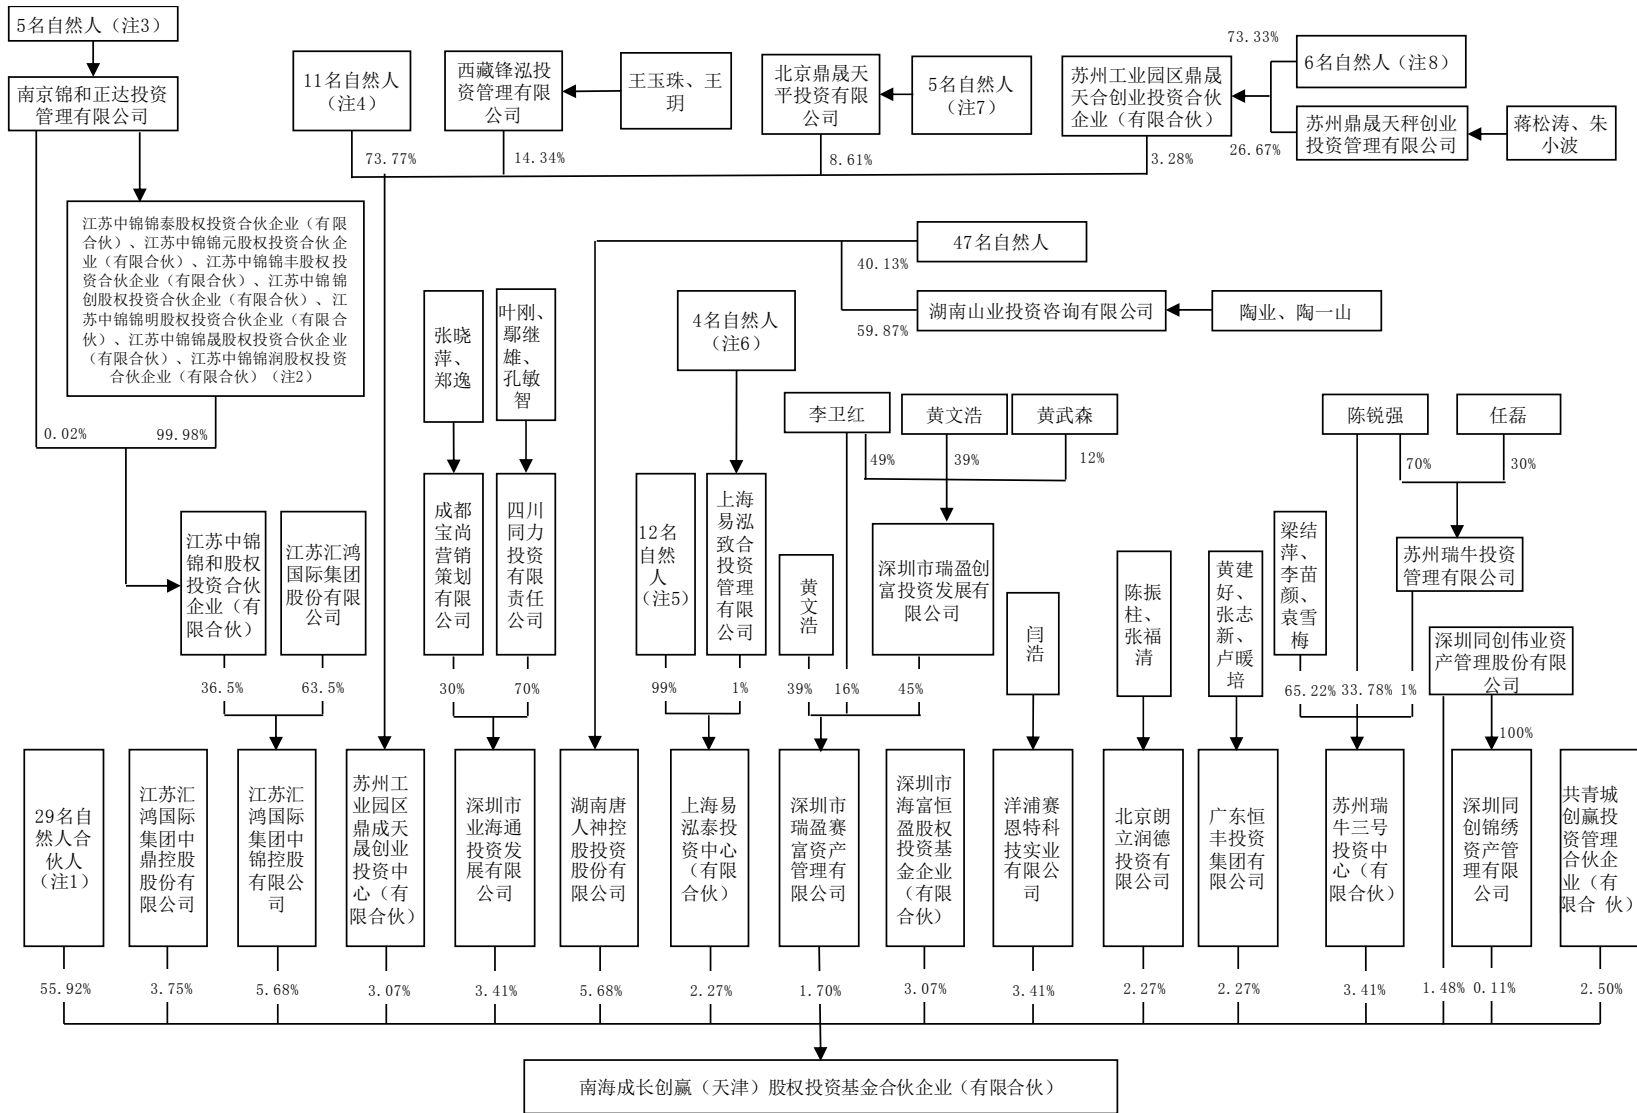 5名自然人（注3）
南京锦和正达投资
管理有限公司
11名自然人
（注4）
西藏锋泓投
资管理有限
公司
王玉珠、王
玥
北京鼎晟天
平投资有限
公司
5名自然人
（注7）
苏州工业园区鼎晟
天合创业投资合伙
企业（有限合伙）
73.33%
6名自然人（注8）
26.67%
苏州鼎晟天秤创业
投资管理有限公司
蒋松涛、朱
小波
73.77%
14.34%
8.61%
3.28%
江苏中锦锦泰股权投资合伙企业（有限
合伙）、江苏中锦锦元股权投资合伙企
业（有限合伙）、江苏中锦锦丰股权投
资合伙企业（有限合伙）、江苏中锦锦
创股权投资合伙企业（有限合伙）、江
苏中锦锦明股权投资合伙企业（有限合
伙）、江苏中锦锦晟股权投资合伙企业
（有限合伙）、江苏中锦锦润股权投资
合伙企业（有限合伙）（注2）
47名自然人
40.13%
59.87%
湖南山业投资咨询有限公司
陶业、陶一山
张晓
萍、
郑逸
叶刚、
鄢继
雄、
孔敏
智
4名自然人
（注6）
李卫红
黄文浩
黄武森
陈锐强
任磊
0.02%
99.98%
49%
39%
12%
70%
30%
江苏中锦
锦和股权
投资合伙
企业（有
限合伙）
江苏汇鸿
国际集团
股份有限
公司
成都
宝尚
营销
策划
有限
公司
四川
同力
投资
有限
责任
公司
12名
自然
人
（注5）
上海
易泓
致合
投资
管理
有限
公司
黄
文
浩
深圳市瑞盈创
富投资发展有
限公司
闫
浩
陈振
柱、
张福
清
黄建
好、
张志
新、
卢暖
培
梁结
萍、
李苗
颜、
袁雪
梅
苏州瑞牛投资
管理有限公司
深圳同创伟业资
产管理股份有限
公司
36.5%
63.5%
30%
70%
99%
1%
39%
16%
45%
65.22%
33.78%
1%
100%
29名自
然人合
伙人
（注1）
江苏汇
鸿国际
集团中
鼎控股
股份有
限公司
江苏汇
鸿国际
集团中
锦控股
有限公
司
苏州工
业园区
鼎成天
晟创业
投资中
心（有
限合伙）
深圳市
业海通
投资发
展有限
公司
湖南唐
人神控
股投资
股份有
限公司
上海易
泓泰投
资中心
（有限
合伙）
深圳市
瑞盈赛
富资产
管理有
限公司
深圳市
海富恒
盈股权
投资基
金企业
（有限
合伙）
洋浦赛
恩特科
技实业
有限公
司
北京朗
立润德
投资有
限公司
广东恒
丰投资
集团有
限公司
苏州瑞
牛三号
投资中
心（有
限合伙）
深圳同
创锦绣
资产管
理有限
公司
共青城
创赢投
资管理
合伙企
业（有
限合 伙）
55.92%
3.75%
5.68%
3.07%
3.41%
5.68%
2.27%
1.70%
3.07%
3.41%
2.27%
2.27%
3.41%
1.48%
0.11%
2.50%
南海成长创赢（天津）股权投资基金合伙企业（有限合伙）